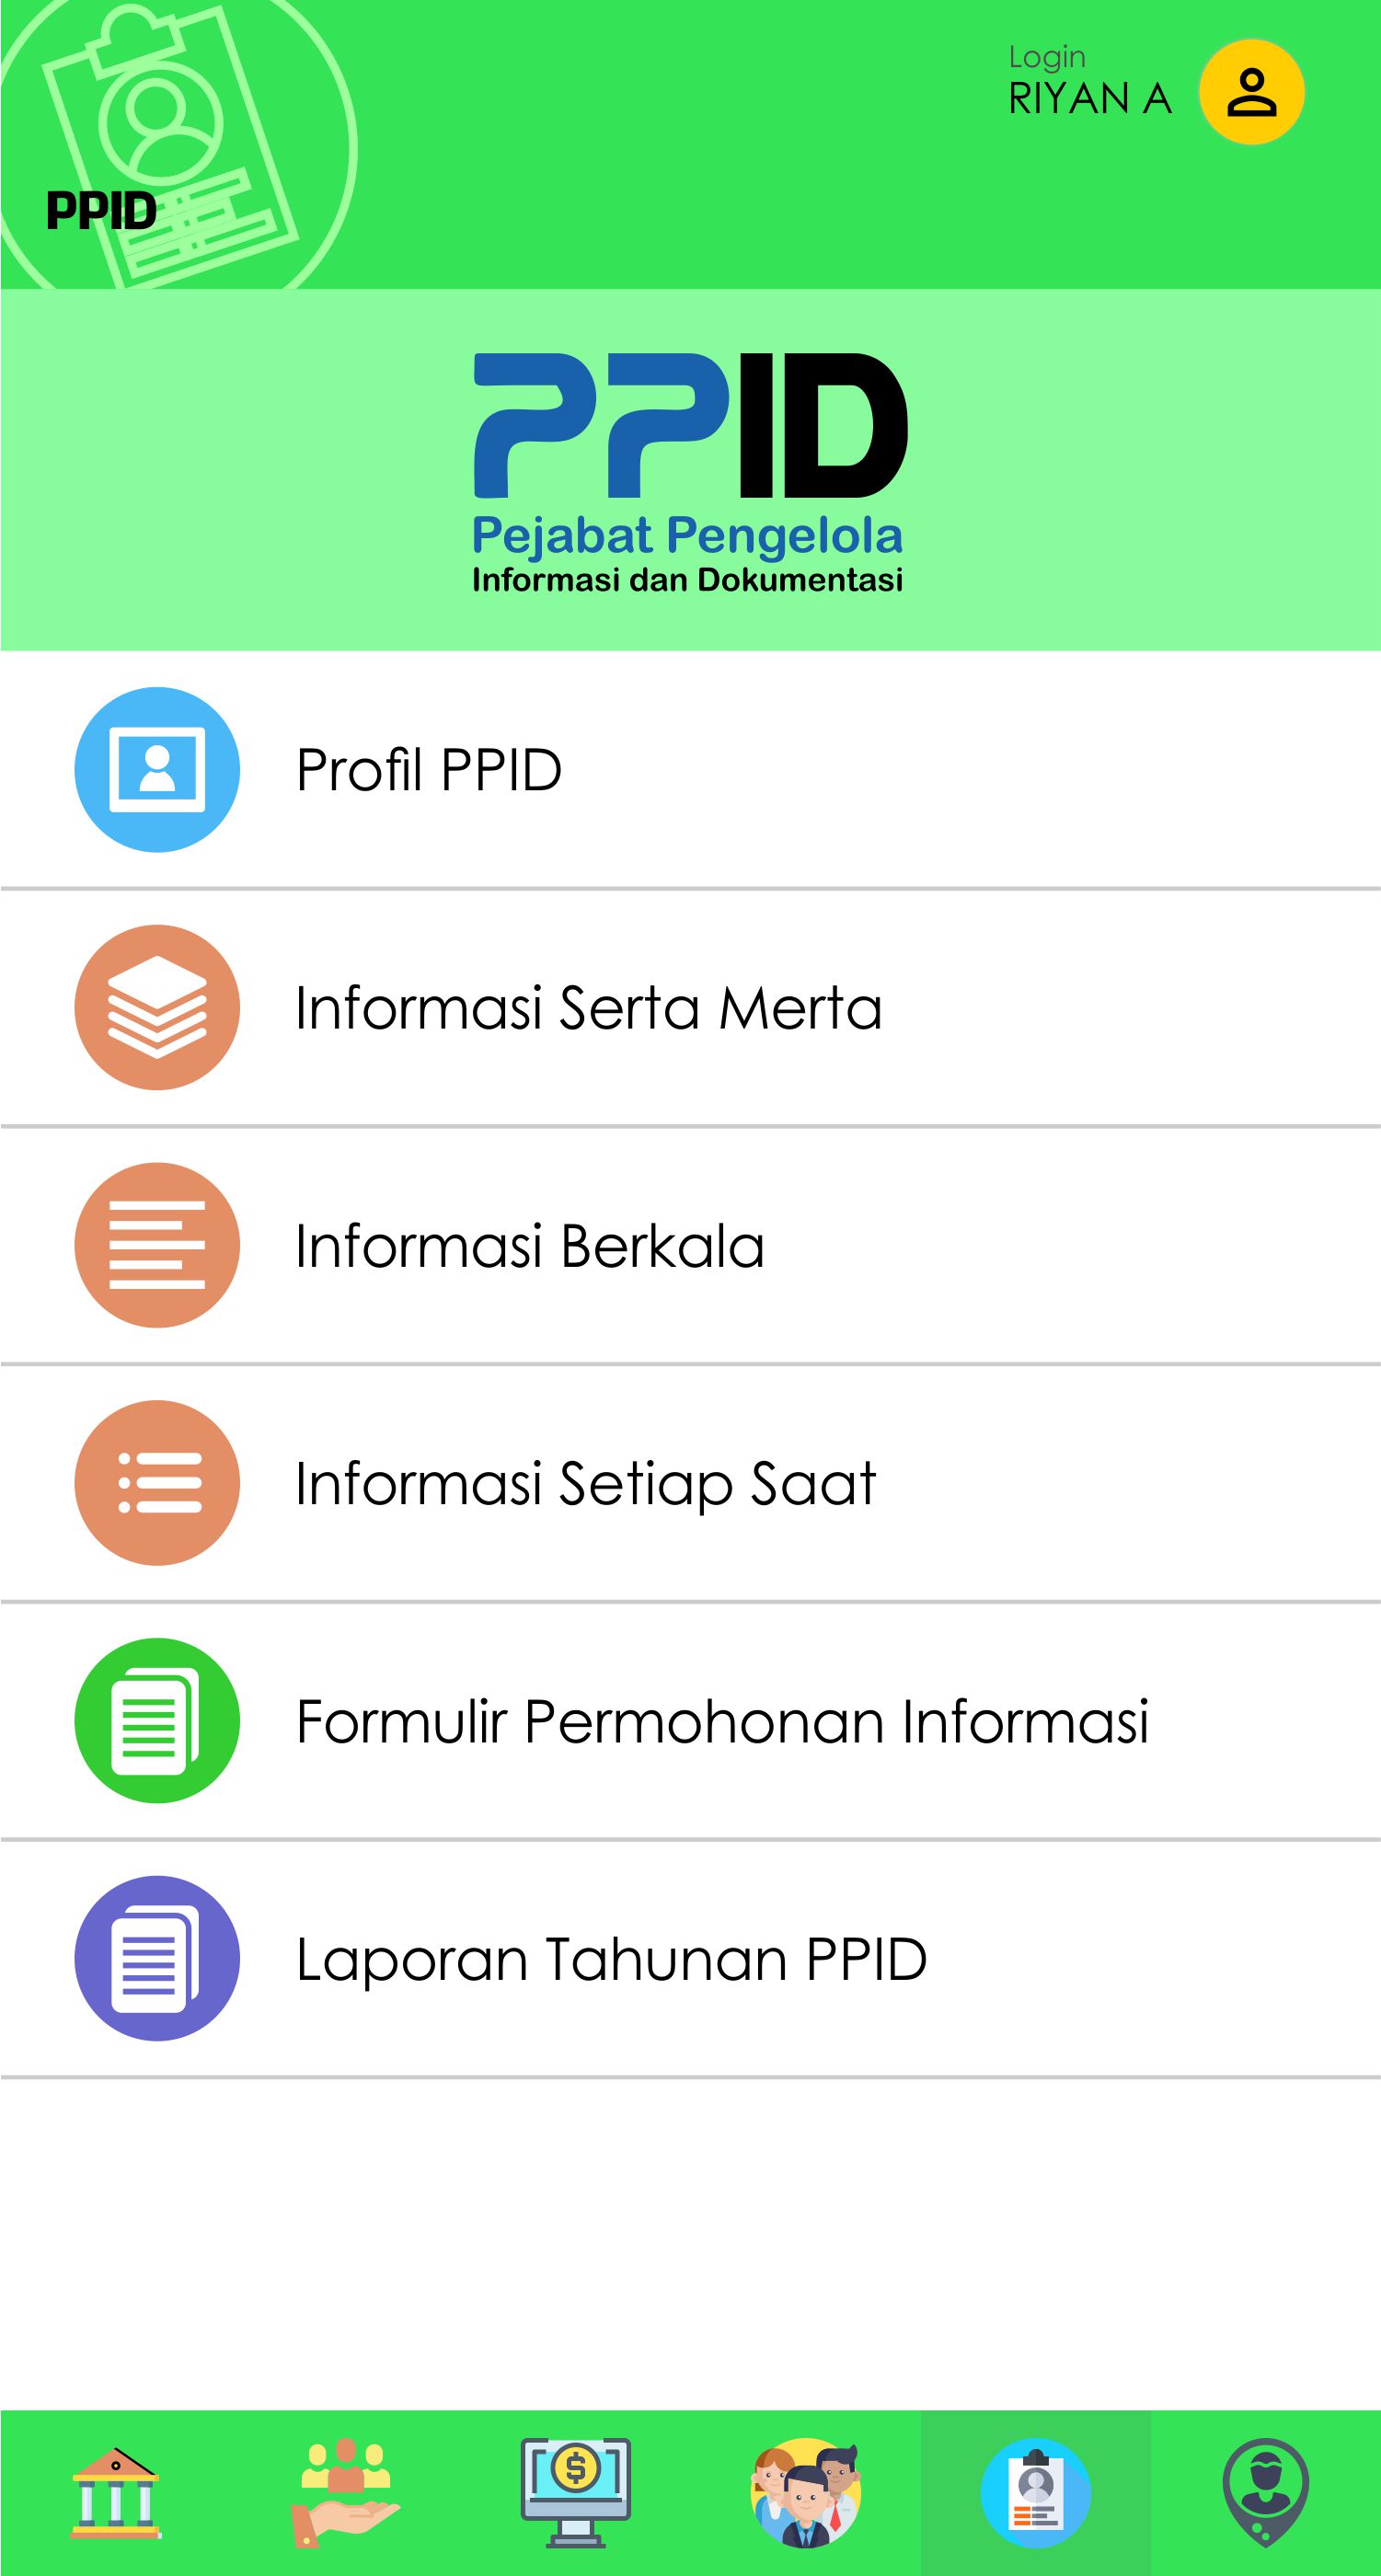 Login
RIYAN A
PPID
PPID
Pejabat Pengelola
Informasi dan Dokumentasi
Profil PPID
Informasi Serta Merta
Informasi Berkala
Informasi Setiap Saat
Formulir Permohonan Informasi
Laporan Tahunan PPID
$